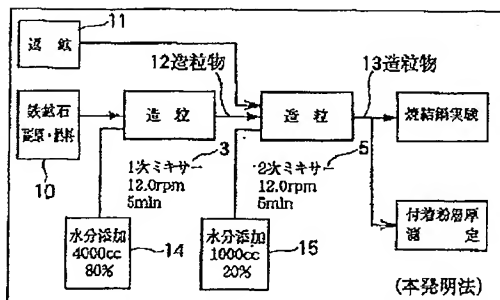 11
返鉱
12造粒物
13造粒物
鉄鉱石
副原・燃料
10
造粒
3
1次ミキサー
12.0rpm
5min
造粒
5
2次ミキサー
12.0rpm
5min
焼結鍋実験
付着粉層厚
測定
水分添加
4000cc
80%
14
水分添加
1000cc
20%
15
(本発明法)